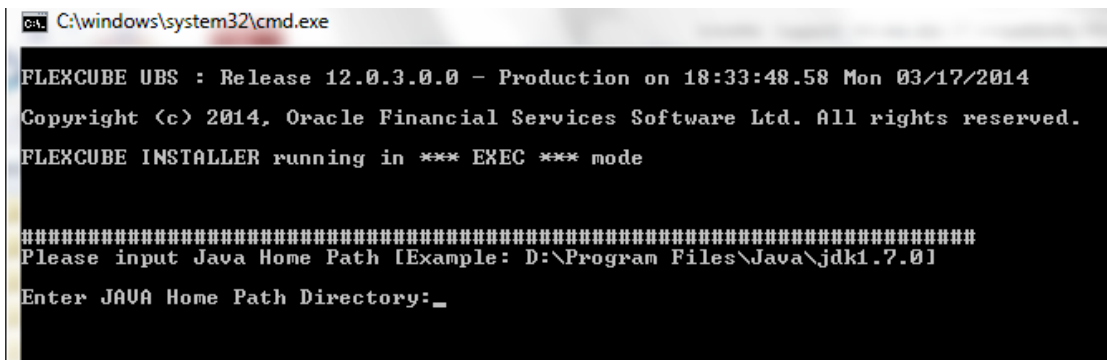 C:\windows\system32\cmd.exe
FLEXCUBE UBS : Release 12.0.3.0.0 - Production on 18:33:48.58 Mon 03/17/2014
Copyright (c) 2014, Oracle Financial Services Software Ltd. All rights reserved.
FLEXCUBE INSTALLER running in *** EXEC *** mode
########################################################################
Please input Java Home Path [Example: D:\Program Files\Java\jdk1.7.0]
Enter JAVA Home Path Directory:_